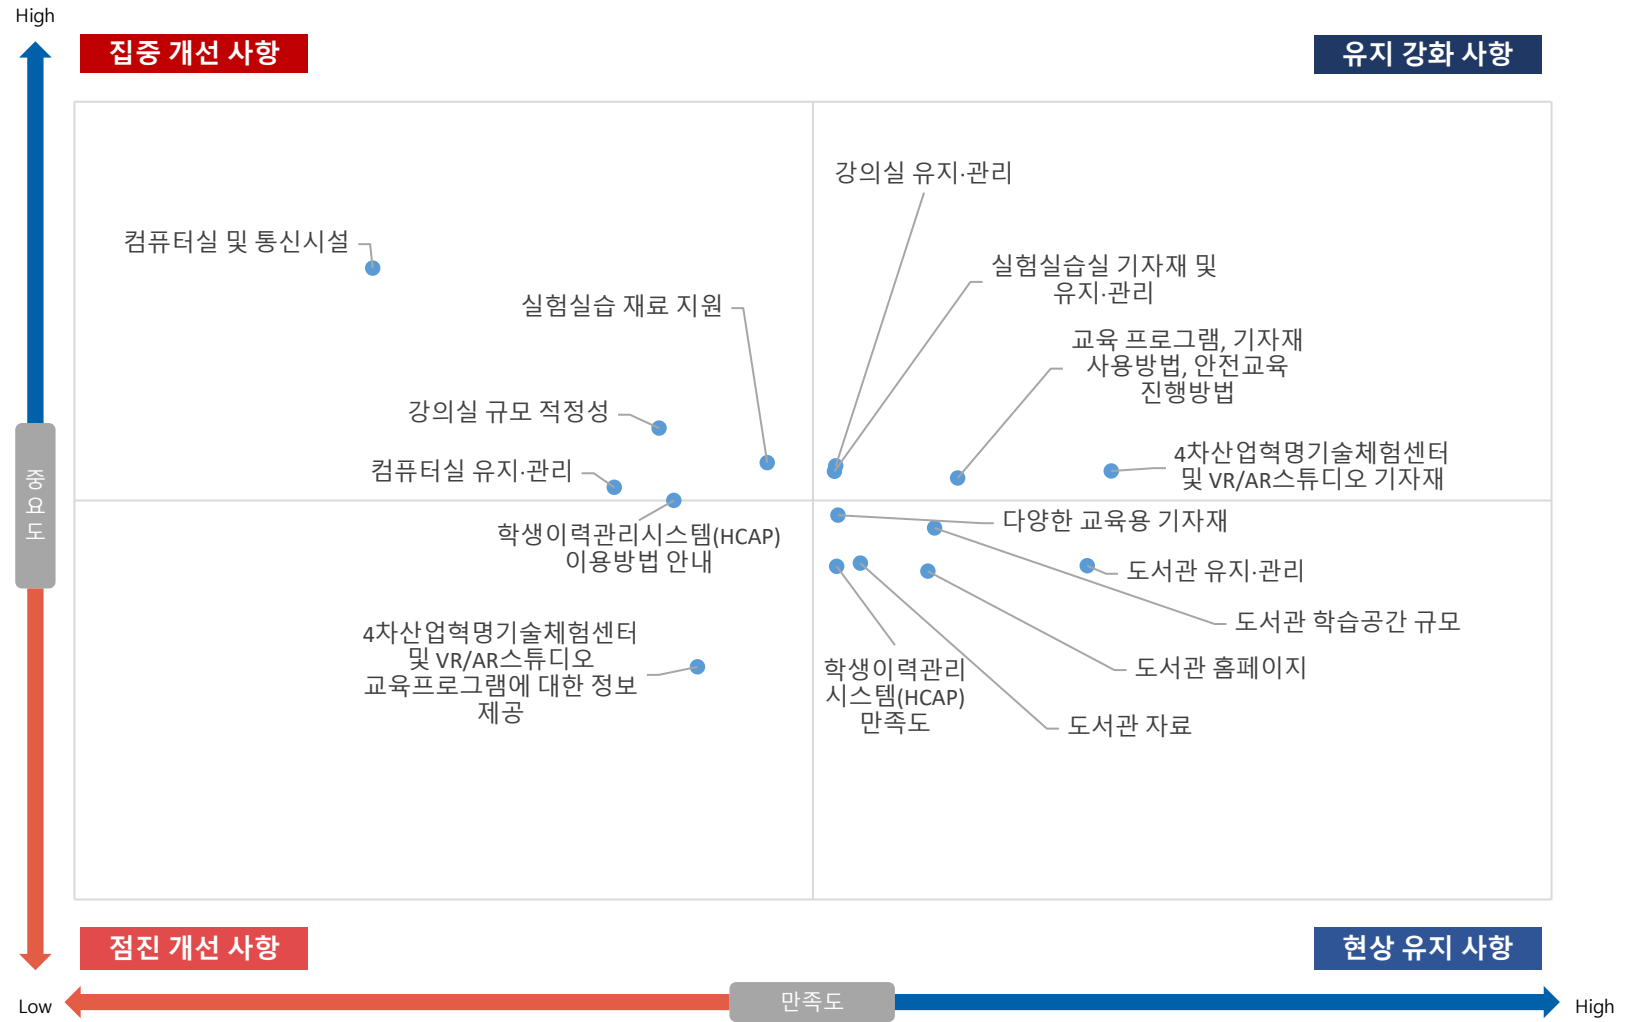 High
집중 개선 사항
유지 강화 사항
강의실 유지·관리
컴퓨터실 및 통신시설
실험실습실 기자재 및
유지·관리
실험실습 재료 지원
교육 프로그램, 기자재
사용방법, 안전교육
진행방법
강의실 규모 적정성
4차산업혁명기술체험센터
및 VR/AR스튜디오 기자재
컴퓨터실 유지·관리
중
요
도
학생이력관리시스템(HCAP)
이용방법 안내
다양한 교육용 기자재
도서관 유지·관리
도서관 학습공간 규모
4차산업혁명기술체험센터
및 VR/AR스튜디오
교육프로그램에 대한 정보
제공
학생이력관리
시스템(HCAP)
만족도
도서관 홈페이지
도서관 자료
점진 개선 사항
현상 유지 사항
Low
만족도
High